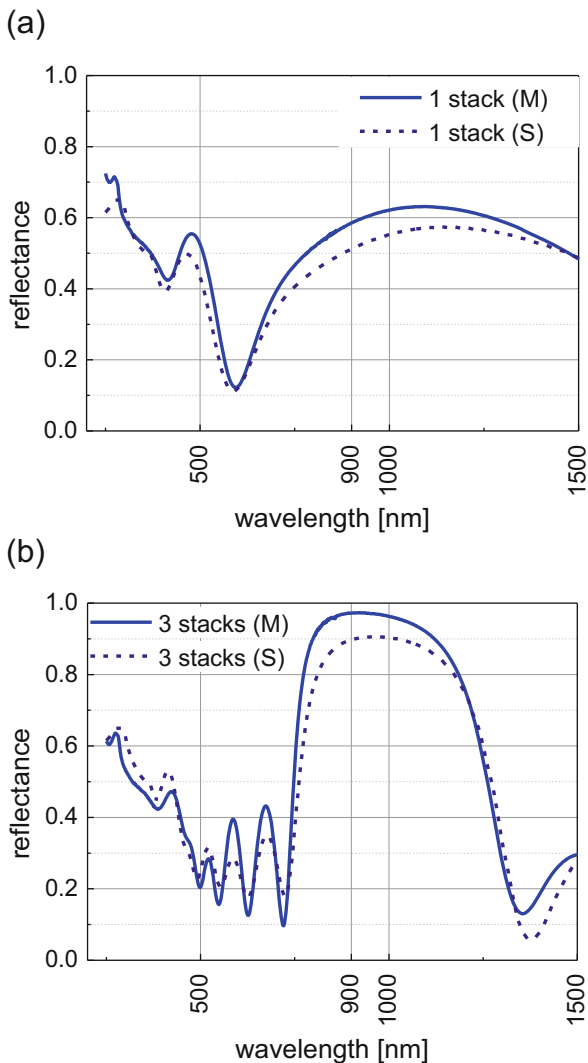 (a)
1.0
0.8
0.6
0.4
0.2
0.0
reflectance
1 stack (M)
1 stack (S)
500
900
1000
1500
wavelength [nm]
(b)
1.0
0.8
0.6
0.4
0.2
0.0
reflectance
3 stacks (M)
3 stacks (S)
500
900
1000
1500
wavelength [nm]